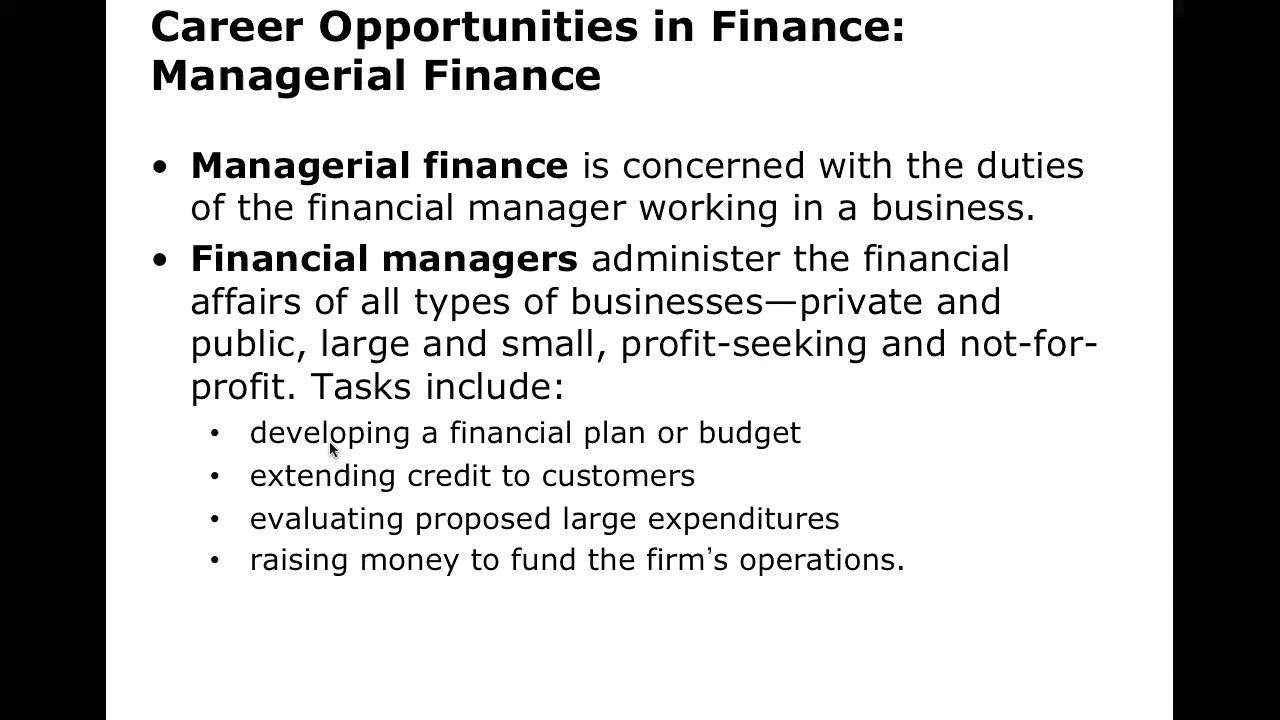 Career Opportunities in Finance:
Managerial Finance
• Managerial finance is concerned with the duties
of the financial manager working in a business.
• Financial managers administer the financial
affairs of all types of businesses—private and
public, large and small, profit-seeking and not-for-
profit. Tasks include:
• developing a financial plan or budget
• extending credit to customers
• evaluating proposed large expenditures
• raising money to fund the firm’s operations.